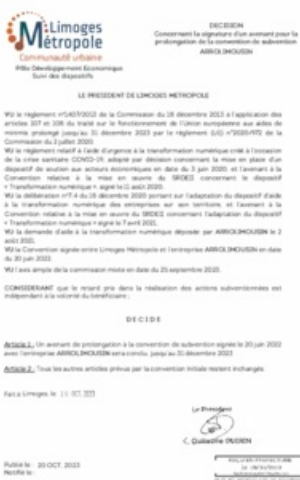 Limoges
Métropole
Communauté urbaine
Pôle Développement Economique
Suivi des dispositifs
DECISION
Concernant la signature d'un avenant pour la
prolongation de la convention de subvention
ARROLIMOUSIN
LE PRESIDENT DE LIMOGES METROPOLE
VU le règlement n°1407/2013 de la Commission du 18 décembre 2013 à l'application des
articles 107 et 108 du traité sur le fonctionnement de l'Union européenne aux aides de
minimis prolongé jusqu'au 31 décembre 2023 par le règlement (UE) n°2020/972 de la
Commission du 2 juillet 2020;
VU le règlement relatif à l'aide d'urgence à la transformation numérique créé à l'occasion
de la crise sanitaire COVID-19, adopté par décision concernant la mise en place d'un
dispositif de soutien aux acteurs économiques en date du 3 juin 2020, et l'avenant à la
Convention relative à la mise en œuvre du SRDEII concernant le dispositif
« Transformation numérique », signé le 11 août 2020;
VU la délibération n°7.4 du 18 décembre 2020 portant sur l'adaptation du dispositif d'aide
à la transformation numérique des entreprises sur son territoire, et l'avenant à la
Convention relative à la mise en œuvre du SRDEII concernant l'adaptation du dispositif
« Transformation numérique » signé le 7 avril 2021,
VU la demande d'aide à la transformation numérique déposée par ARROLIMOUSIN le 2
août 2021,
VU la Convention signée entre Limoges Métropole et l'entreprise ARROLIMOUSIN en date
du 20 juin 2022
VU l'avis simple de la commission mixte en date du 25 septembre 2023,
CONSIDERANT que le retard pris dans la réalisation des actions subventionnées est
indépendant à la volonté du bénéficiaire;
DECIDE
Article 1 : Un avenant de prolongation à la convention de subvention signée le 20 juin 2022
avec l'entreprise ARROLIMOUSIN sera conclu jusqu'au 31 décembre 2023
Article 2 : Tous les autres articles prévus par la convention initiale restent inchangés.
Fait à Limoges, le
OCT. 2023
Le Président
Guillaume GUERIN
Publié le : 20 OCT. 2023
Notifié le :